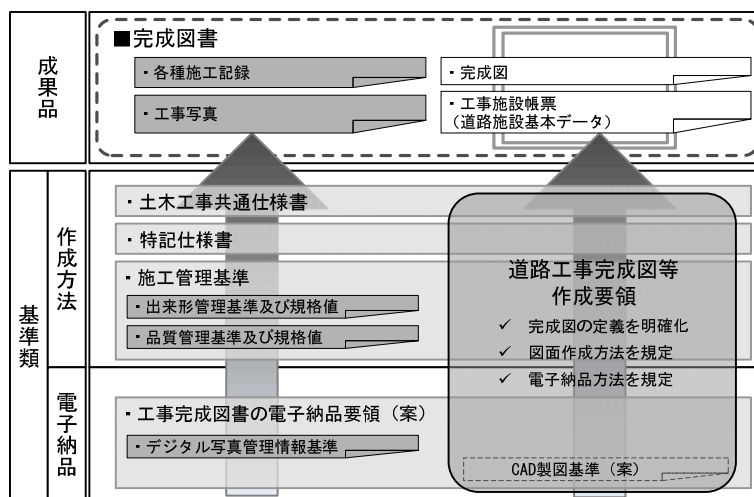 成果品
■完成図書
・各種施工記録
・工事写真
・完成図
・工事施設帳票
（道路施設基本データ）
基準類
作成方法
・土木工事共通仕様書
・特記仕様書
・施工管理基準
・出来形管理基準及び規格値
・品質管理基準及び規格値
道路工事完成図等
作成要領
✓ 完成図の定義を明確化
✓ 図面作成方法を規定
✓ 電子納品方法を規定
電子納品
・工事完成図書の電子納品要領（案）
・デジタル写真管理情報基準
CAD製図基準（案）